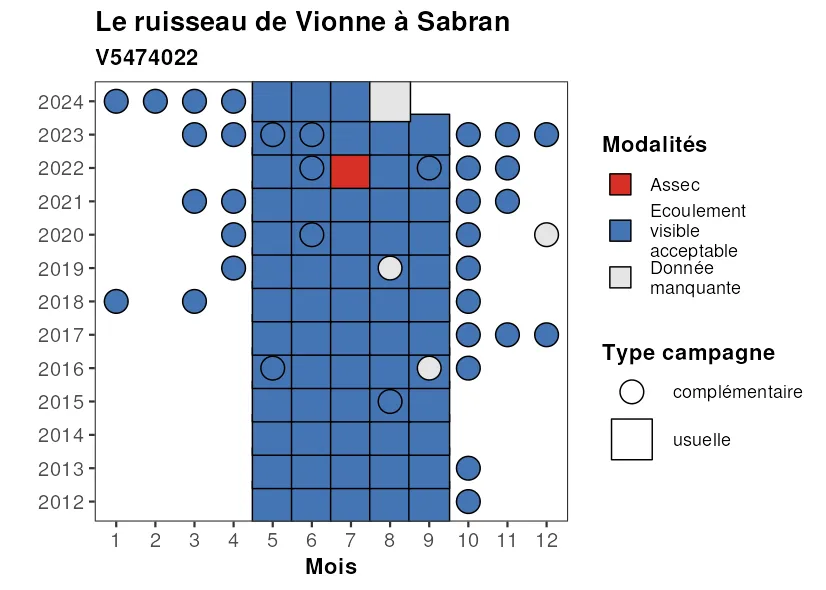 Le ruisseau de Vionne à Sabran
V5474022
2024
2023
2022
2021
2020
2019
2018
2017
2016
2015
2014
2013
2012
1 2 3 4 5 6 7 8 9 10 11 12
Mois
Modalités
Assec
Ecoulement
visible
acceptable
Donnée
manquante
Type campagne
complémentaire
usuelle